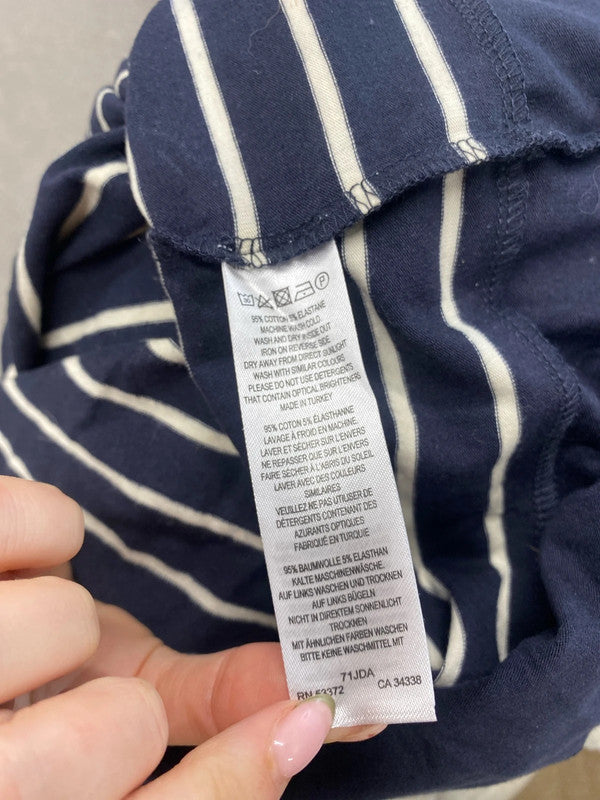 95% COTTON 5% ELASTANE
MACHINE WASH COLD
WASH AND DRY INSIDE OUT
IRON ON REVERSE SIDE
DRY AWAY FROM DIRECT SUNLIGHT
WASH WITH SIMILAR COLOURS
PLEASE DO NOT USE DETERGENTS
THAT CONTAIN OPTICAL BRIGHTENERS
MADE IN TURKEY
95% COTON 5% ÉLASTHANNE
LAVAGE À FROID EN MACHINE.
LAVER ET SÉCHER SUR L'ENVERS
NE REPASSER QUE SUR L'ENVERS
FAIRE SÉCHER À L'ABRIS DU SOLEIL
LAVER AVEC DES COULEURS
SIMILAIRES
VEUILLEZ NE PAS UTILISER DE
DÉTERGENTS CONTENANT DES
AZURANTS OPTIQUES
FABRIQUÉ EN TURQUIE
95% BAUMWOLLE 5% ELASTHAN
KALTE MASCHINENWÄSCHE.
AUF LINKS WASCHEN UND TROCKNEN
AUF LINKS BÜGELN
NICHT IN DIREKTEM SONNENLICHT
TROCKNEN
MIT ÄHNLICHEN FARBEN WASCHEN
BITTE KEINE WASCHMITTEL MIT
71JDA
RN 53372 CA 34338